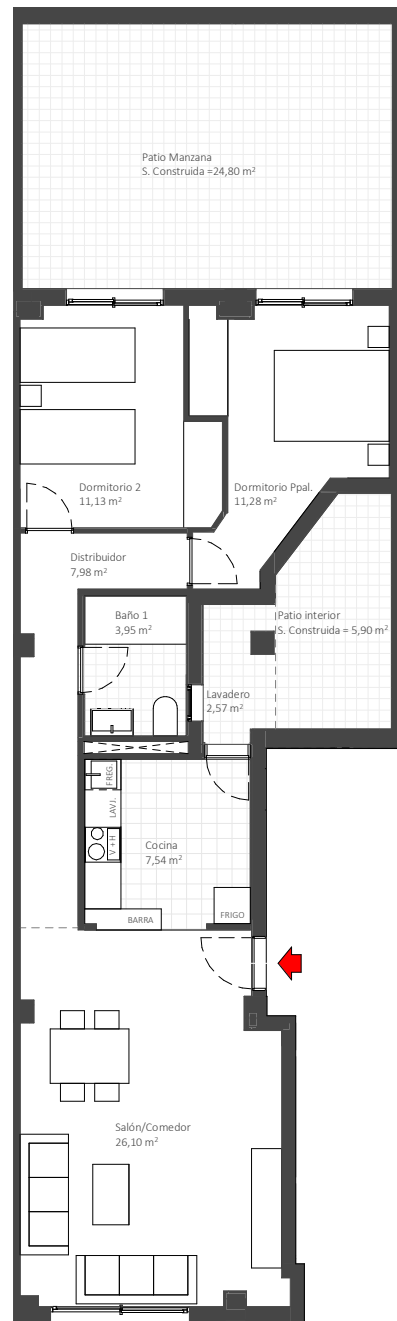 Patio Manzana
S. Construida =24,80 m²
Dormitorio 2
11,13 m²
Dormitorio Ppal.
11,28 m²
Distribuidor
7,98 m²
Baño 1
3,95 m²
Patio interior
S. Construida = 5,90 m²
Lavadero
2,57 m²
FREG.
LAVJ.
V + H
Cocina
7,54 m²
BARRA
FRIGO
Salón/Comedor
26,10 m²